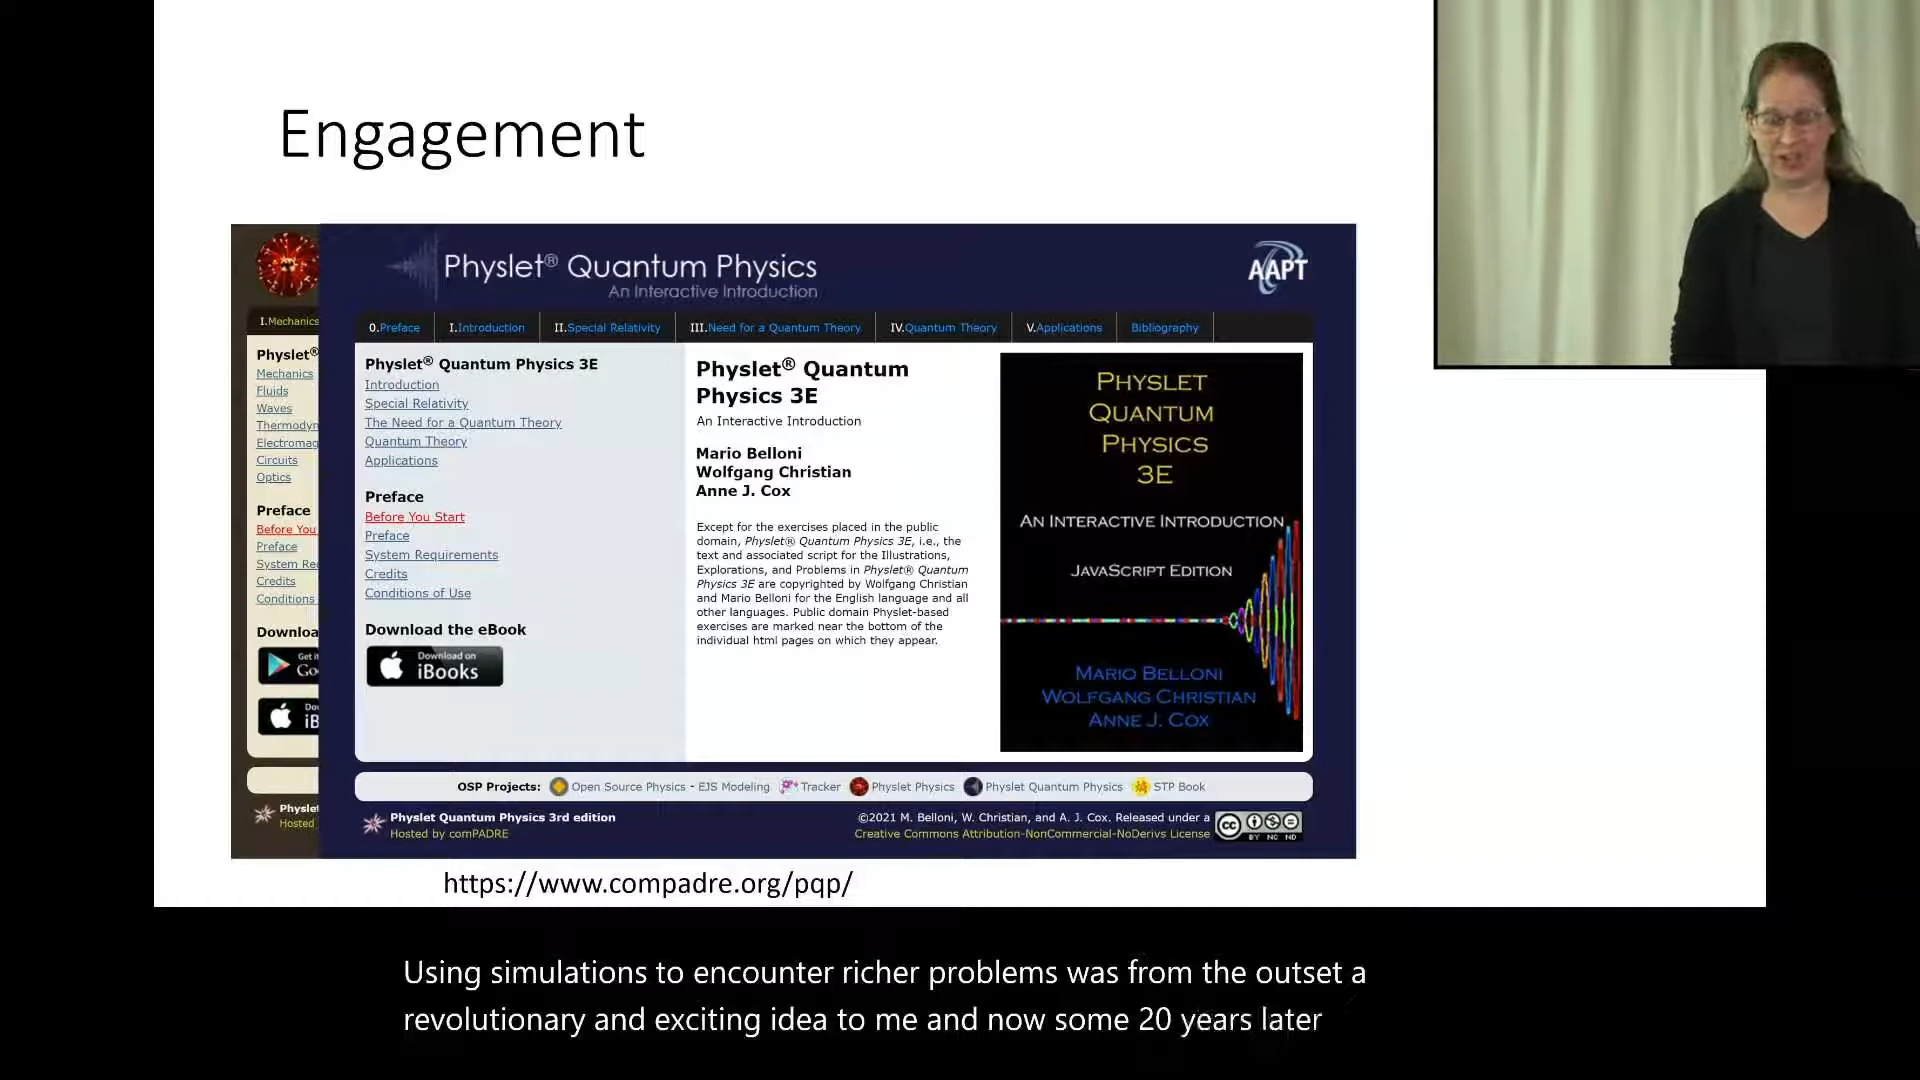 Engagement
I.Mechanics
Physlet®
Mechanics
Fluids
Waves
Circuits
Optics
Preface
Before You
Preface
Credits
Conditions
Physlet® Quantum Physics
An Interactive Introduction
AAPT
0.Preface
I.Introduction
II.Special Relativity
III.Need for a Quantum Theory
IV.Quantum Theory
V.Applications
Bibliography
Physlet® Quantum Physics 3E
Introduction
Special Relativity
The Need for a Quantum Theory
Quantum Theory
Applications
Preface
Before You Start
Preface
System Requirements
Credits
Conditions of Use
Download the eBook
Download on
iBooks
Physlet® Quantum
Physics 3E
An Interactive Introduction
Mario Belloni
Wolfgang Christian
Anne J. Cox
Except for the exercises placed in the public
domain, Physlet® Quantum Physics 3E, i.e., the
text and associated script for the Illustrations,
Explorations, and Problems in Physlet® Quantum
Physics 3E are copyrighted by Wolfgang Christian
and Mario Belloni for the English language and all
other languages. Public domain Physlet-based
exercises are marked near the bottom of the
individual html pages on which they appear.
PHYSLET
QUANTUM
PHYSICS
3E
AN INTERACTIVE INTRODUCTION
JAVASCRIPT EDITION
MARIO BELLONI
WOLFGANG CHRISTIAN
ANNE J. COX
OSP Projects: Open Source Physics - EJS Modeling Tracker Physlet Physics Physlet Quantum Physics STP Book
Hosted
Physlet Quantum Physics 3rd edition
Hosted by comPADRE
©2021 M. Belloni, W. Christian, and A. J. Cox. Released under a
Creative Commons Attribution-NonCommercial-NoDerivs License
cc BY NC ND
https://www.compadre.org/pqp/
Using simulations to encounter richer problems was from the outset a
revolutionary and exciting idea to me and now some 20 years later